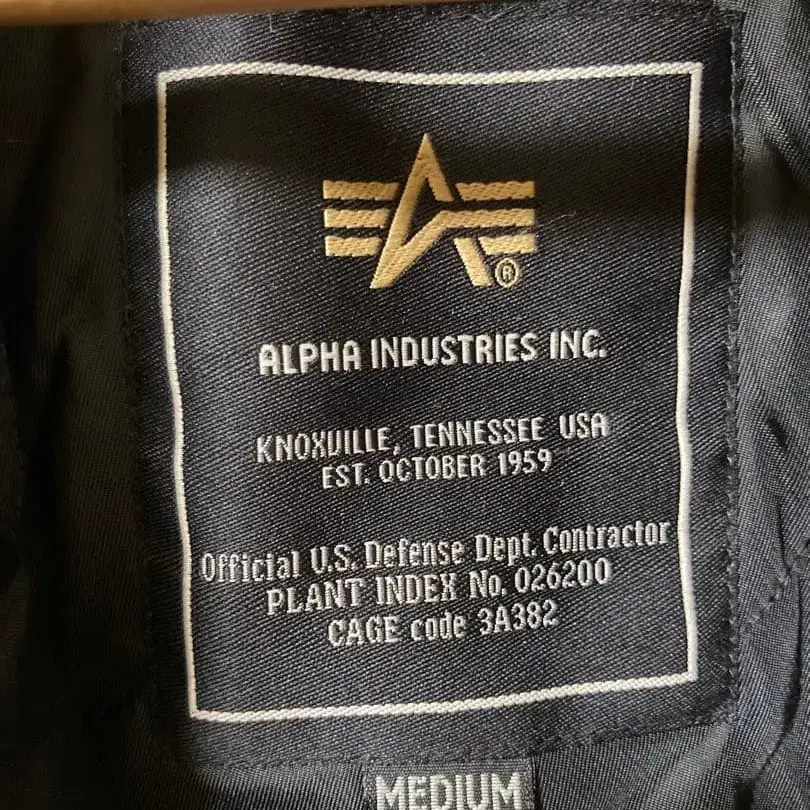 ®
ALPHA INDUSTRIES INC.
KNOXVILLE, TENNESSEE USA
EST. OCTOBER 1959
Official U.S. Defense Dept. Contractor
PLANT INDEX No. 026200
CAGE code 3A382
MEDIUM